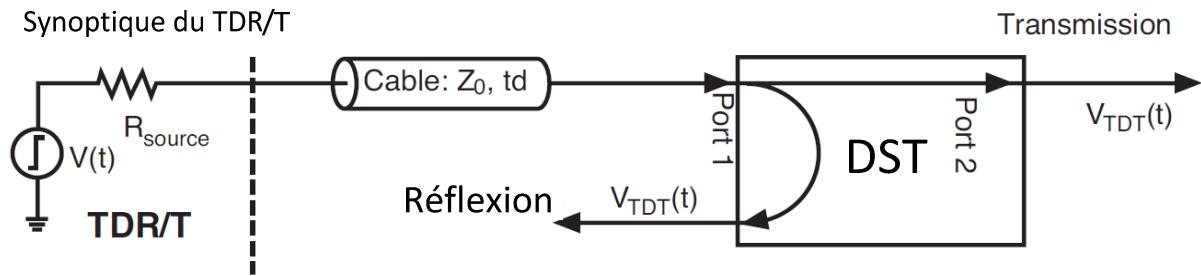 Synoptique du TDR/T
Transmission
Cable: Z0, td
Rsource
V(t)
TDR/T
Port 1
DST
Port 2
VTDT(t)
Réflexion
VTDT(t)